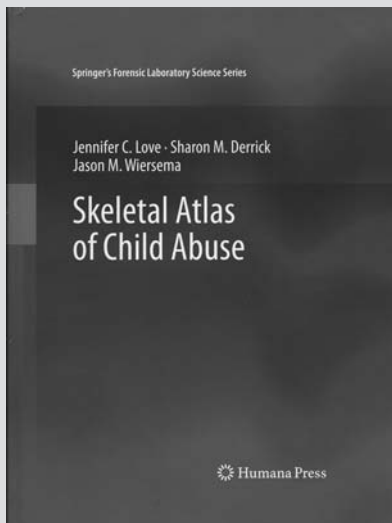 Springer's Forensic Laboratory Science Series
Jennifer C. Love · Sharon M. Derrick
Jason M. Wiersema
Skeletal Atlas
of Child Abuse
Humana Press